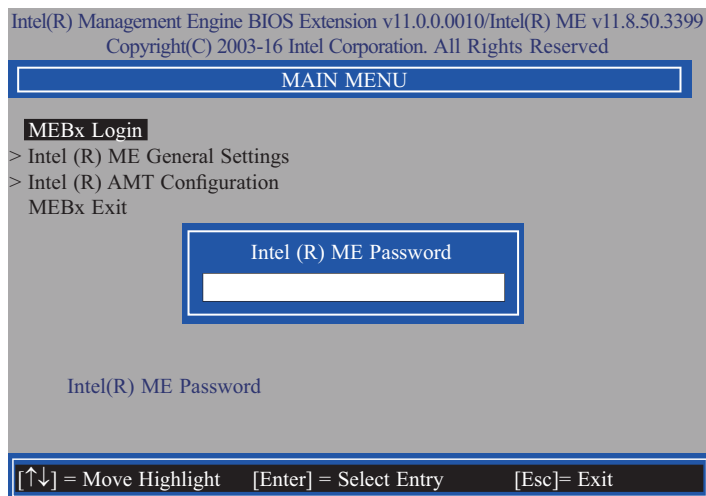 Intel(R) Management Engine BIOS Extension v11.0.0.0010/Intel(R) ME v11.8.50.3399
Copyright(C) 2003-16 Intel Corporation. All Rights Reserved
MAIN MENU
MEBx Login
> Intel (R) ME General Settings
> Intel (R) AMT Configuration
MEBx Exit
Intel (R) ME Password
Intel(R) ME Password
[↑↓] = Move Highlight [Enter] = Select Entry [Esc]= Exit